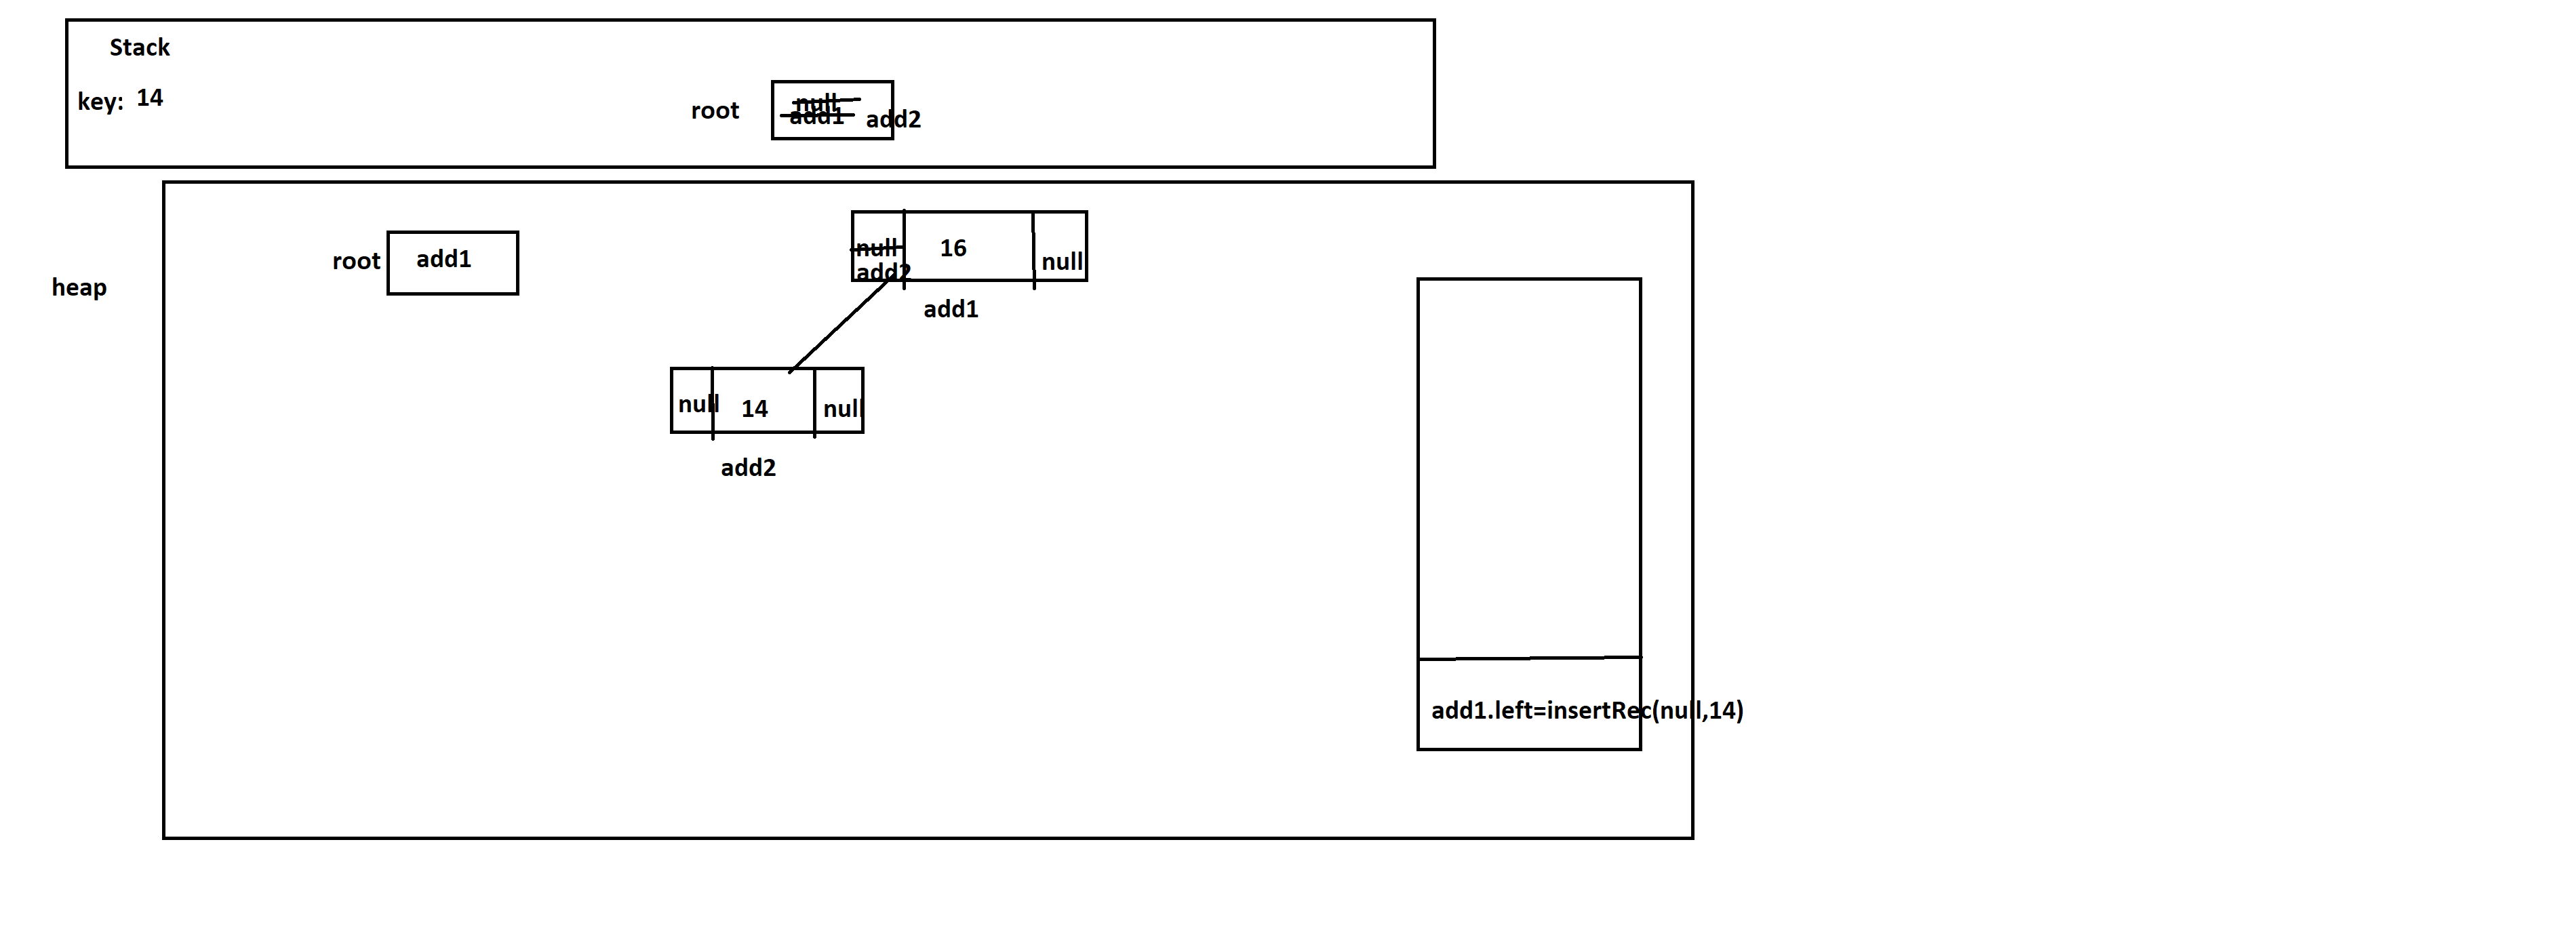 Stack
key: 14
root
null
add1 add2
heap
root add1
null 16 null
add2
add1
null 14 null
add2
add1.left=insertRec(null,14)